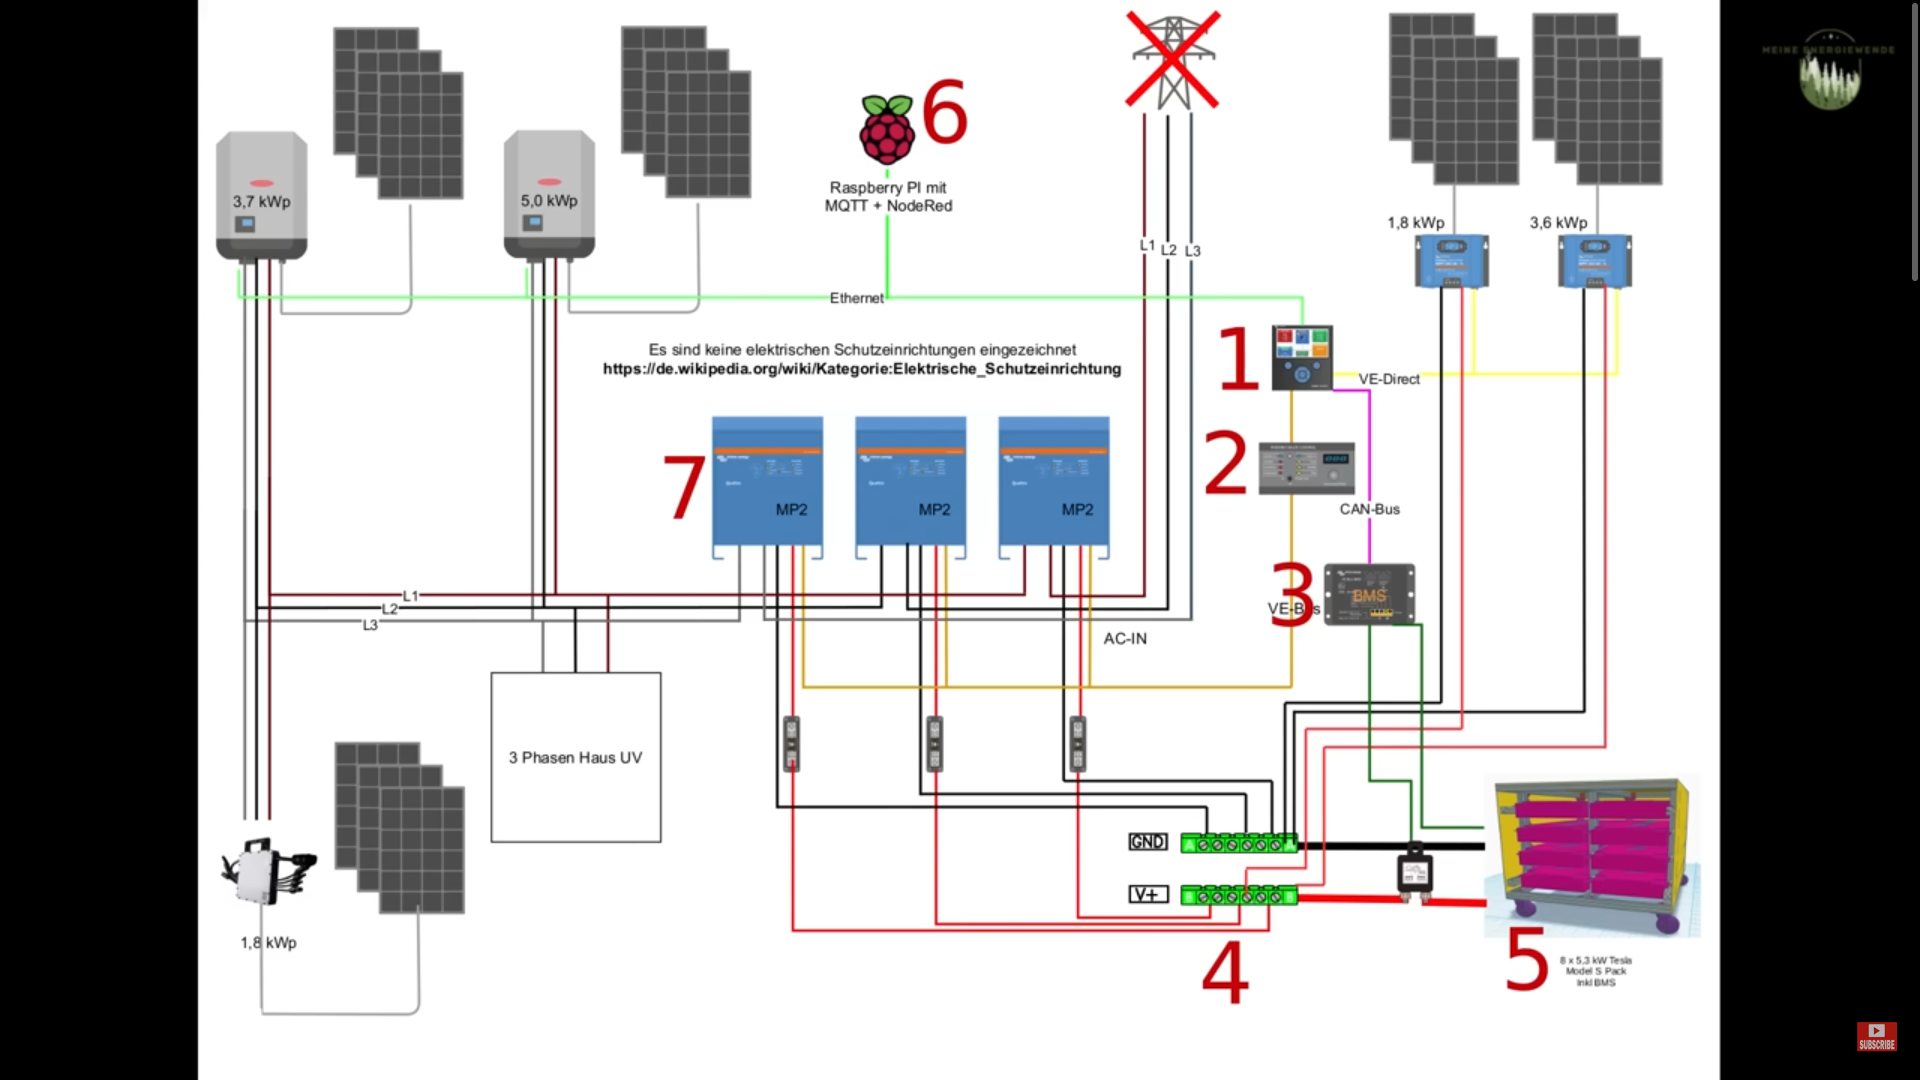 MEINE ENERGIEWENDE
6
3,7 kWp
5,0 kWp
Raspberry PI mit
MQTT + NodeRed
1,8 kWp
3,6 kWp
L1
L2
L3
Ethernet
Es sind keine elektrischen Schutzeinrichtungen eingezeichnet
https://de.wikipedia.org/wiki/Kategorie:Elektrische_Schutzeinrichtung
1
VE-Direct
2
7
MP2
MP2
MP2
CAN-Bus
3
BMS
VE-Bus
L1
L2
L3
AC-IN
3 Phasen Haus UV
GND
V+
1,8 kWp
4
5
8 x 5,3 kW Tesla
Model S Pack
Inkl BMS
SUBSCRIBE